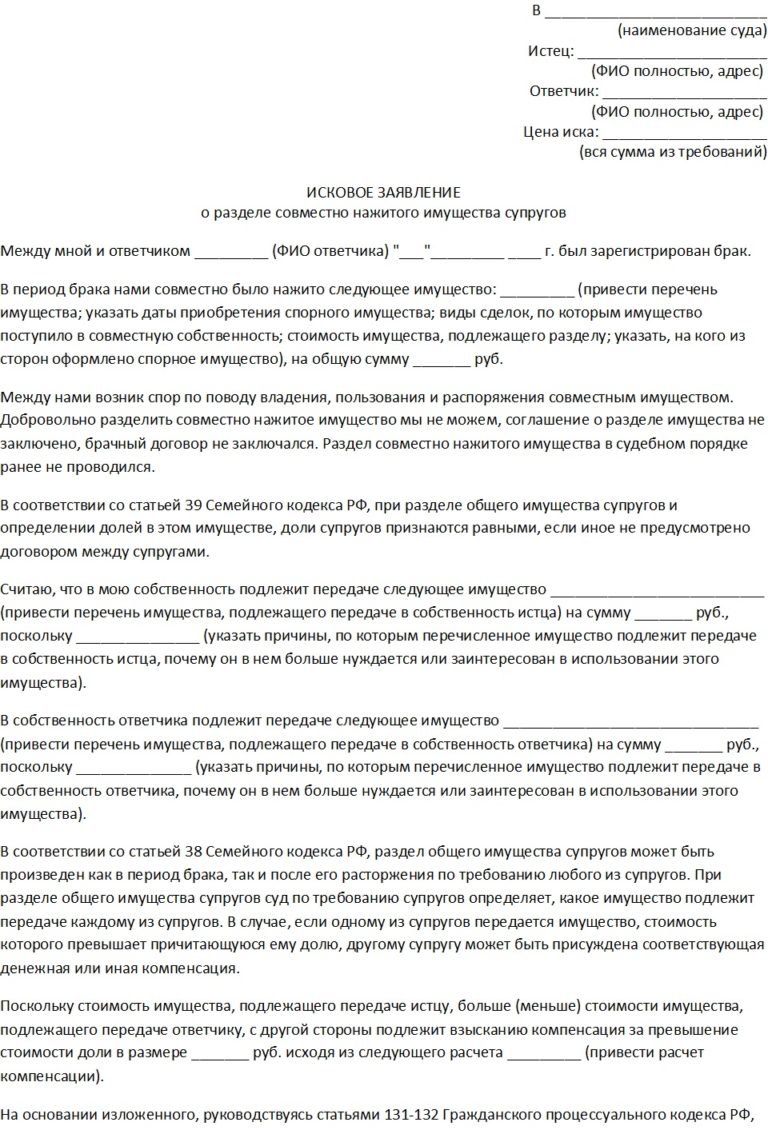 В ___________________________
(наименование суда)
Истец: _______________________
(ФИО полностью, адрес)
Ответчик: ____________________
(ФИО полностью, адрес)
Цена иска: ____________________
(вся сумма из требований)
ИСКОВОЕ ЗАЯВЛЕНИЕ
о разделе совместно нажитого имущества супругов
Между мной и ответчиком _________ (ФИО ответчика) "___"_________ ____ г. был зарегистрирован брак.
В период брака нами совместно было нажито следующее имущество: _________ (привести перечень
имущества; указать даты приобретения спорного имущества; виды сделок, по которым имущество
поступило в совместную собственность; стоимость имущества, подлежащего разделу; указать, на кого из
сторон оформлено спорное имущество), на общую сумму _______ руб.
Между нами возник спор по поводу владения, пользования и распоряжения совместным имуществом.
Добровольно разделить совместно нажитое имущество мы не можем, соглашение о разделе имущества не
заключено, брачный договор не заключался. Раздел совместно нажитого имущества в судебном порядке
ранее не проводился.
В соответствии со статьей 39 Семейного кодекса РФ, при разделе общего имущества супругов и
определении долей в этом имуществе, доли супругов признаются равными, если иное не предусмотрено
договором между супругами.
Считаю, что в мою собственность подлежит передаче следующее имущество __________________________
(привести перечень имущества, подлежащего передаче в собственность истца) на сумму _______ руб.,
поскольку _______________ (указать причины, по которым перечисленное имущество подлежит передаче
в собственность истца, почему он в нем больше нуждается или заинтересован в использовании этого
имущества).
В собственность ответчика подлежит передаче следующее имущество _______________________________
(привести перечень имущества, подлежащего передаче в собственность ответчика) на сумму _______ руб.,
поскольку ______________ (указать причины, по которым перечисленное имущество подлежит передаче в
собственность ответчика, почему он в нем больше нуждается или заинтересован в использовании этого
имущества).
В соответствии со статьей 38 Семейного кодекса РФ, раздел общего имущества супругов может быть
произведен как в период брака, так и после его расторжения по требованию любого из супругов. При
разделе общего имущества супругов суд по требованию супругов определяет, какое имущество подлежит
передаче каждому из супругов. В случае, если одному из супругов передается имущество, стоимость
которого превышает причитающуюся ему долю, другому супругу может быть присуждена соответствующая
денежная или иная компенсация.
Поскольку стоимость имущества, подлежащего передаче истцу, больше (меньше) стоимости имущества,
подлежащего передаче ответчику, с другой стороны подлежит взысканию компенсация за превышение
стоимости доли в размере _______ руб. исходя из следующего расчета _________ (привести расчет
компенсации).
На основании изложенного, руководствуясь статьями 131-132 Гражданского процессуального кодекса РФ,